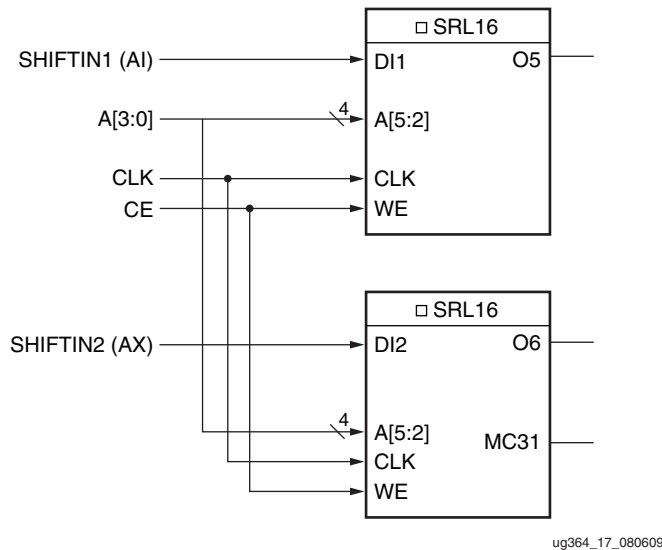 □ SRL16
SHIFTIN1 (AI)
DI1
O5
A[3:0]
4
A[5:2]
CLK
CLK
CE
WE
□ SRL16
SHIFTIN2 (AX)
DI2
O6
4
A[5:2]
MC31
CLK
WE
ug364_17_080609